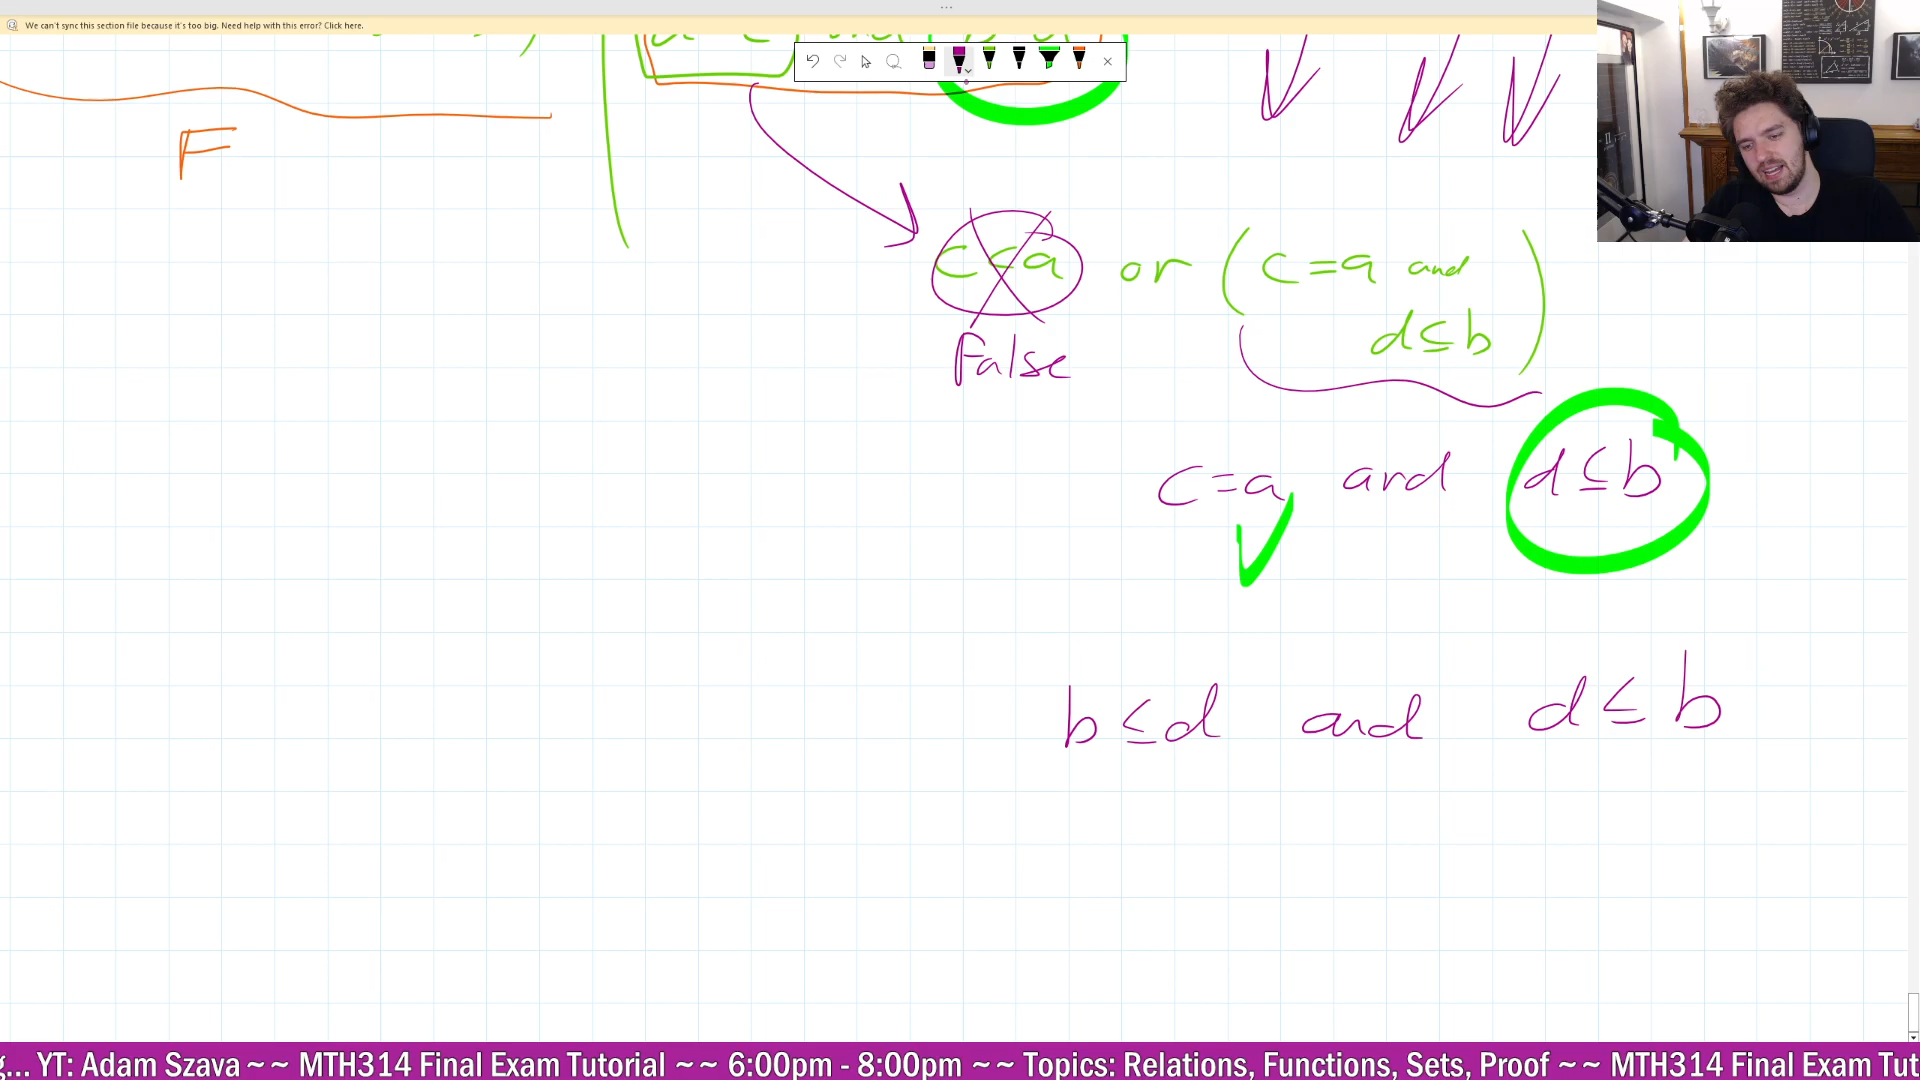 We can't sync this section file because it's too big. Need help with this error? Click here.
F
c<a or (c=a and
d≤b)
False
c=a and d≤b
b≤d and d≤b
g... YT: Adam Szava ~~ MTH314 Final Exam Tutorial ~~ 6:00pm - 8:00pm ~~ Topics: Relations, Functions, Sets, Proof ~~ MTH314 Final Exam Tut